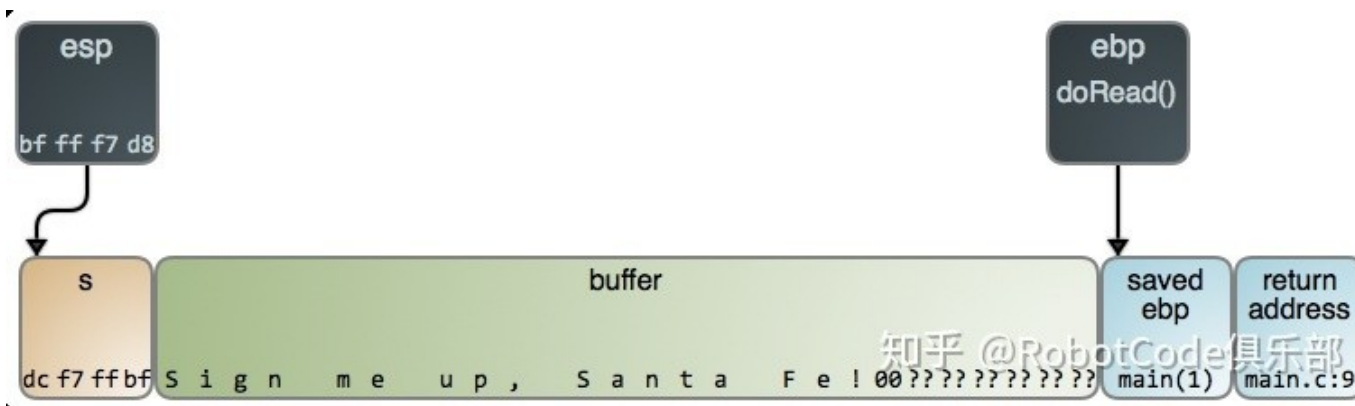 esp
bf ff f7 d8
ebp
doRead()
s
dc f7 ff bf
buffer
S i g n m e u p , S a n t a F e ! 00 ?? ?? ?? ?? ?? ?? ??
saved
ebp
main(1)
return
address
main.c:9
知乎 @RobotCode俱乐部